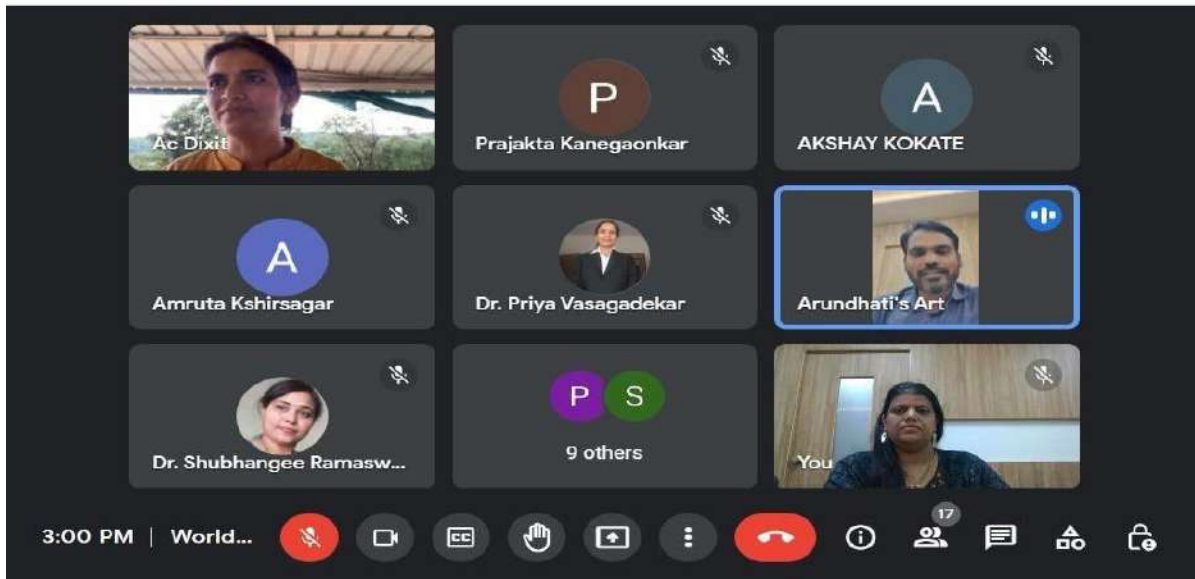 Ac Dixit
P
Prajakta Kanegaonkar
A
AKSHAY KOKATE
A
Amruta Kshirsagar
Dr. Priya Vasagadekar
Arundhati's Art
Dr. Shubhangee Ramasw...
P S
9 others
You
3:00 PM | World...
CC
17